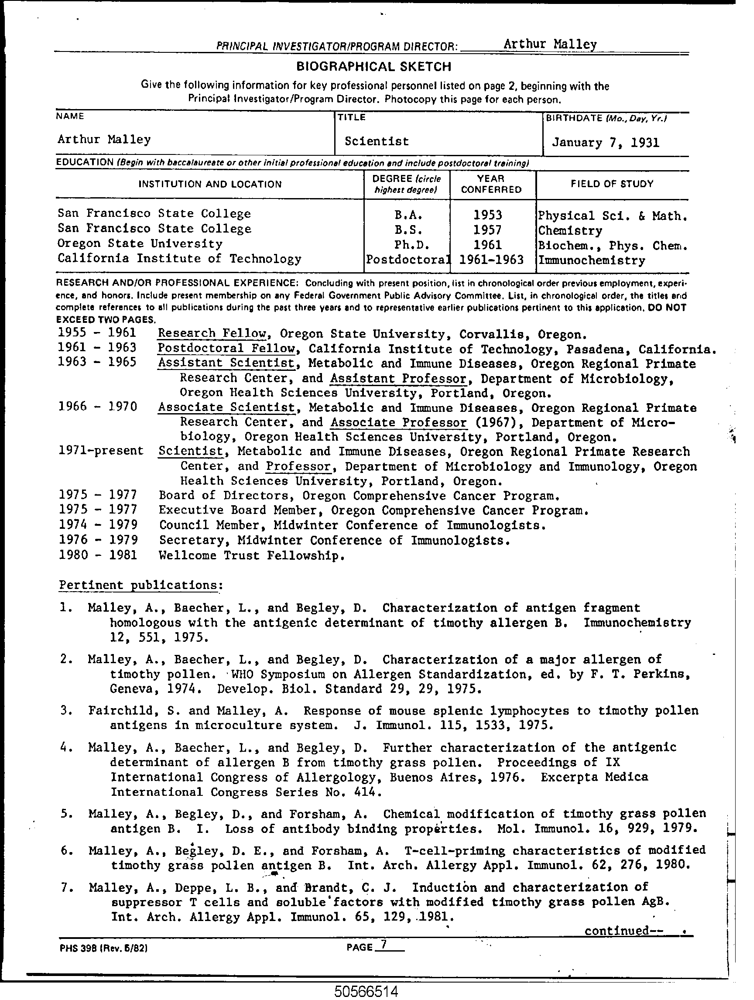 PRINCIPAL INVESTIGATOR/PROGRAM DIRECTOR: Arthur Malley
BIOGRAPHICAL SKETCH
Give the following information for key professional personnel listed on page 2, beginning with the
Principal Investigator/Program Director. Photocopy this page for each person.
NAME TITLE BIRTHDATE (Mo., Day, Yr.)
Arthur Malley Scientist January 7, 1931
EDUCATION (Begin with baccalaureate or other initial professional education and include postdoctoral training)
INSTITUTION AND LOCATION DEGREE (circle highest degree) YEAR CONFERRED FIELD OF STUDY
San Francisco State College B.A. 1953 Physical Sci. & Math.
San Francisco State College B.S. 1957 Chemistry
Oregon State University Ph.D. 1961 Biochem., Phys. Chem.
California Institute of Technology Postdoctoral 1961-1963 Immunochemistry
RESEARCH AND/OR PROFESSIONAL EXPERIENCE: Concluding with present position, list in chronological order previous employment, experi-
ence, and honors. Include present membership on any Federal Government Public Advisory Committee. List, in chronological order, the titles and
complete references to all publications during the past three years and to representative earlier publications pertinent to this application. DO NOT
EXCEED TWO PAGES.
1955 - 1961 Research Fellow, Oregon State University, Corvallis, Oregon.
1961 - 1963 Postdoctoral Fellow, California Institute of Technology, Pasadena, California.
1963 - 1965 Assistant Scientist, Metabolic and Immune Diseases, Oregon Regional Primate
Research Center, and Assistant Professor, Department of Microbiology,
Oregon Health Sciences University, Portland, Oregon.
1966 - 1970 Associate Scientist, Metabolic and Immune Diseases, Oregon Regional Primate
Research Center, and Associate Professor (1967), Department of Micro-
biology, Oregon Health Sciences University, Portland, Oregon.
1971-present Scientist, Metabolic and Immune Diseases, Oregon Regional Primate Research
Center, and Professor, Department of Microbiology and Immunology, Oregon
Health Sciences University, Portland, Oregon.
1975 - 1977 Board of Directors, Oregon Comprehensive Cancer Program.
1975 - 1977 Executive Board Member, Oregon Comprehensive Cancer Program.
1974 - 1979 Council Member, Midwinter Conference of Immunologists.
1976 - 1979 Secretary, Midwinter Conference of Immunologists.
1980 - 1981 Wellcome Trust Fellowship.
Pertinent publications:
1. Malley, A., Baecher, L., and Begley, D. Characterization of antigen fragment
homologous with the antigenic determinant of timothy allergen B. Immunochemistry
12, 551, 1975.
2. Malley, A., Baecher, L., and Begley, D. Characterization of a major allergen of
timothy pollen. WHO Symposium on Allergen Standardization, ed. by F. T. Perkins,
Geneva, 1974. Develop. Biol. Standard 29, 29, 1975.
3. Fairchild, S. and Malley, A. Response of mouse splenic lymphocytes to timothy pollen
antigens in microculture system. J. Immunol. 115, 1533, 1975.
4. Malley, A., Baecher, L., and Begley, D. Further characterization of the antigenic
determinant of allergen B from timothy grass pollen. Proceedings of IX
International Congress of Allergology, Buenos Aires, 1976. Excerpta Medica
International Congress Series No. 414.
5. Malley, A., Begley, D., and Forsham, A. Chemical modification of timothy grass pollen
antigen B. I. Loss of antibody binding properties. Mol. Immunol. 16, 929, 1979.
6. Malley, A., Begley, D. E., and Forsham, A. T-cell-priming characteristics of modified
timothy grass pollen antigen B. Int. Arch. Allergy Appl. Immunol. 62, 276, 1980.
7. Malley, A., Deppe, L. B., and Brandt, C. J. Induction and characterization of
suppressor T cells and soluble factors with modified timothy grass pollen AgB.
Int. Arch. Allergy Appl. Immunol. 65, 129, 1981.
continued--
PHS 398 (Rev. 5/82) PAGE 7
50566514